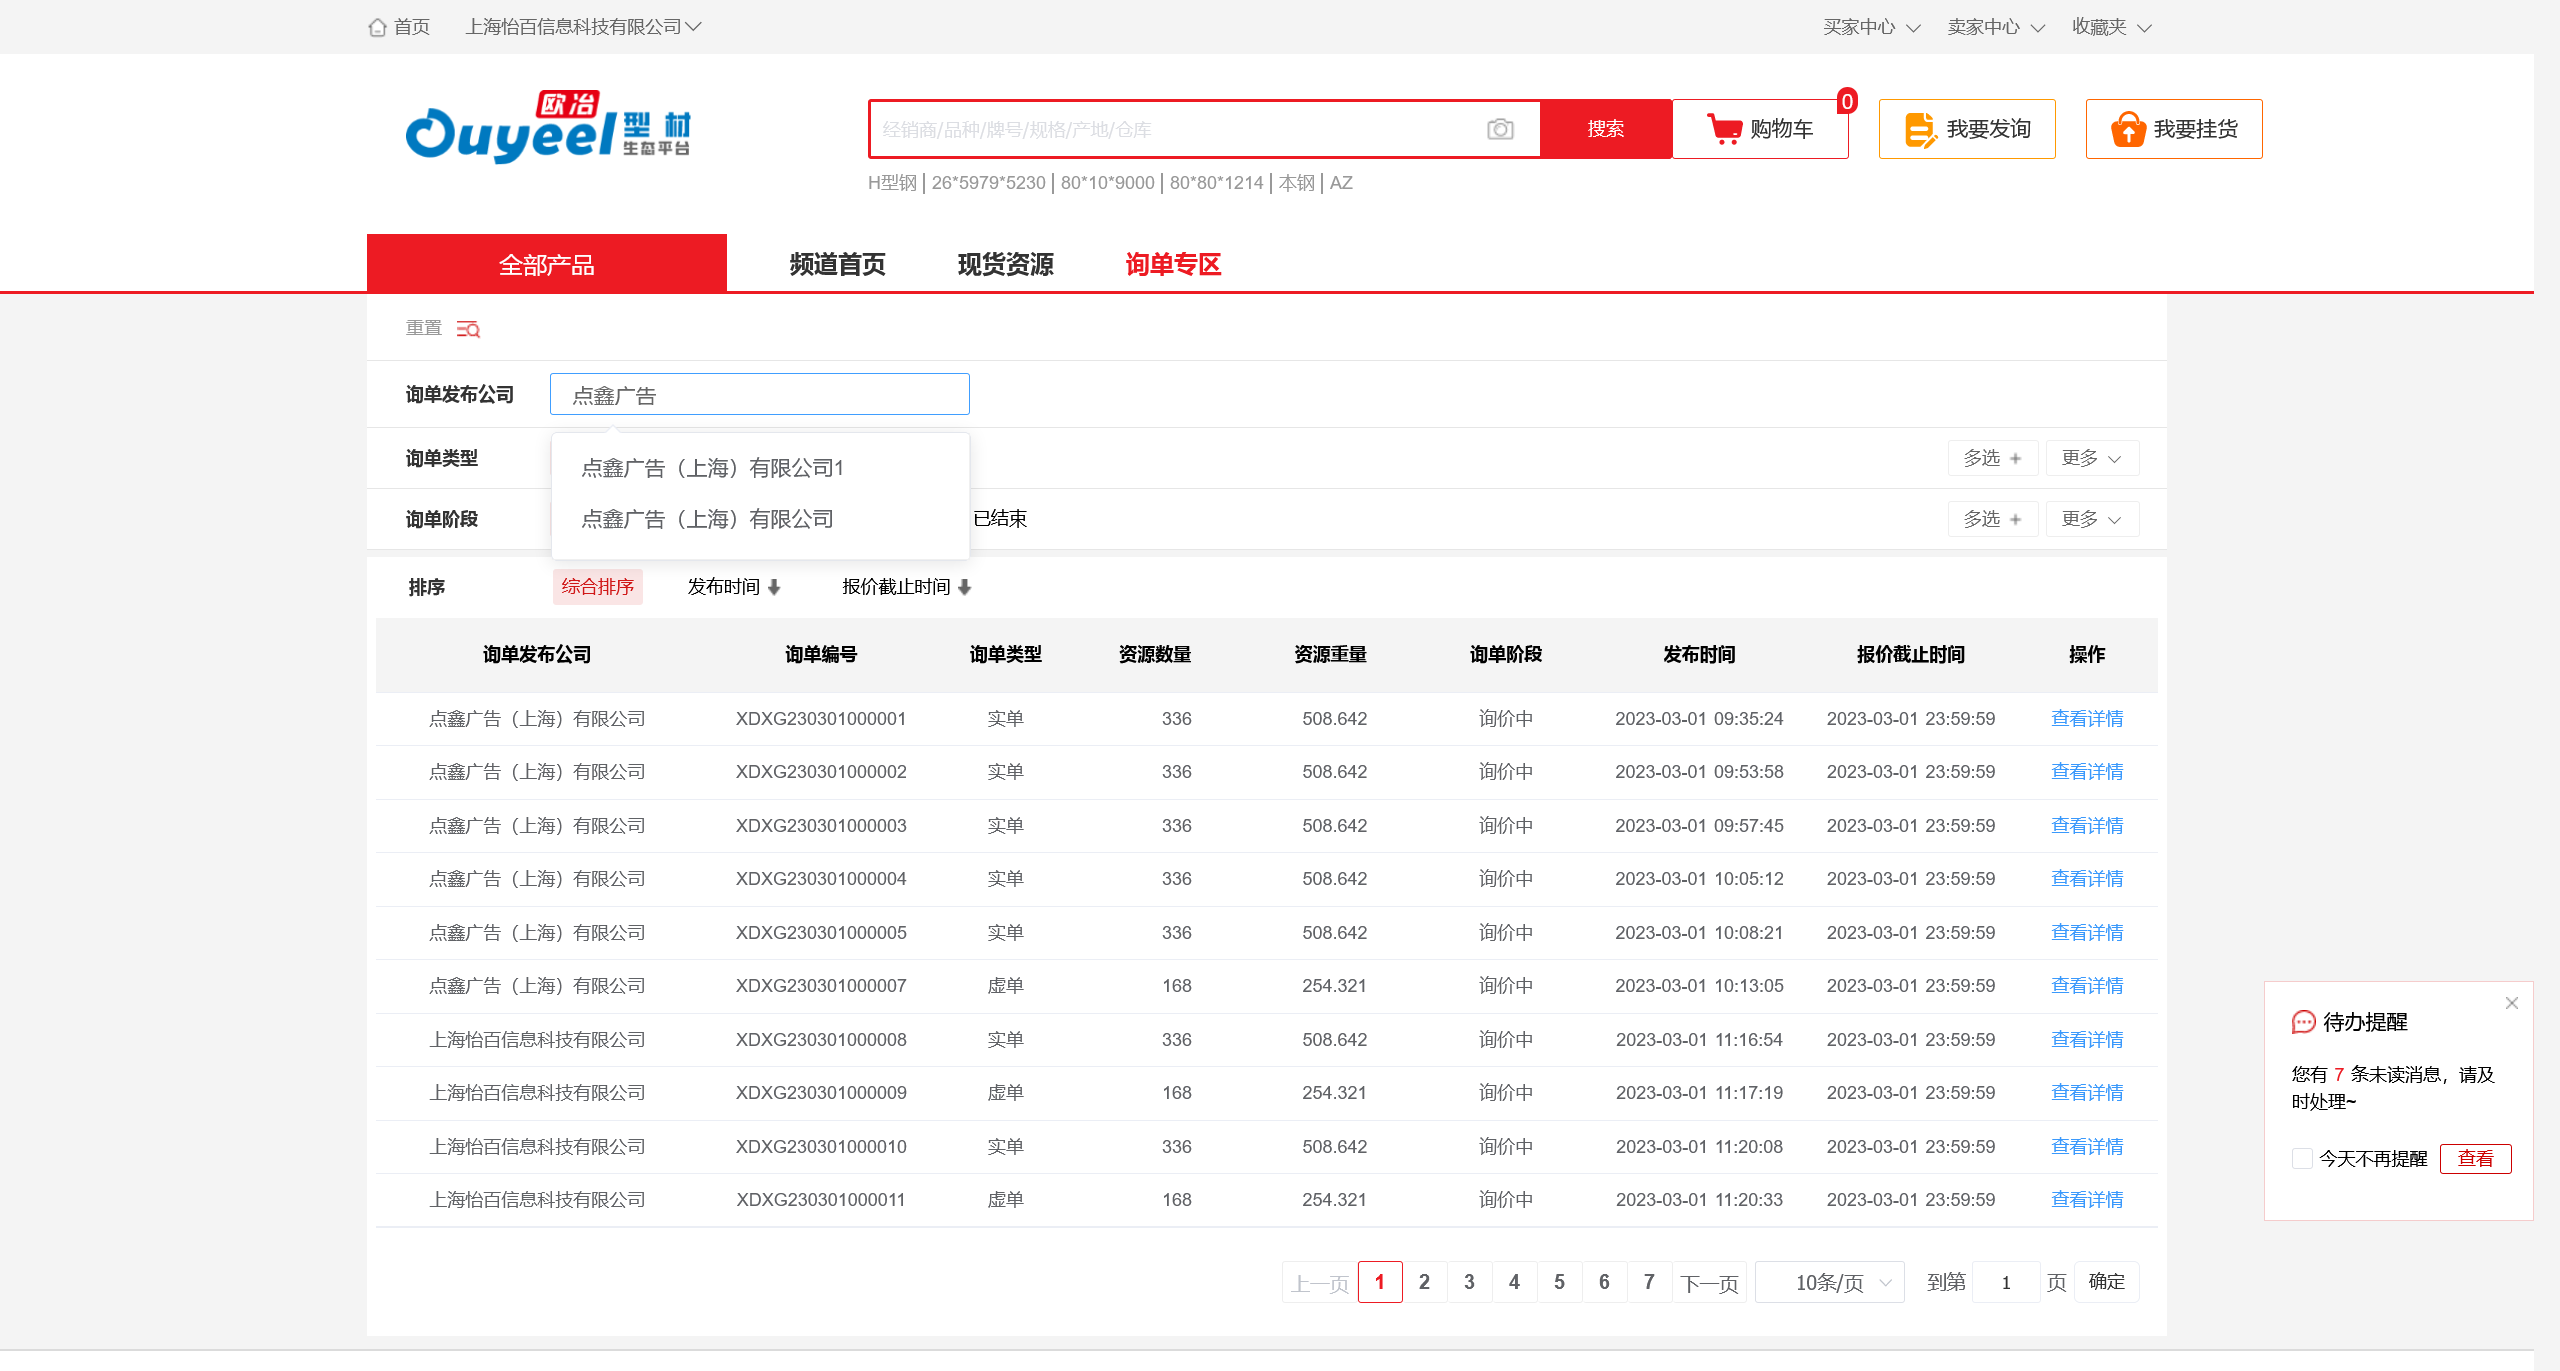 首页 上海怡百信息科技有限公司 买家中心 卖家中心 收藏夹
欧冶 Ouyeel 型材 生态平台
经销商/品种/牌号/规格/产地/仓库 搜索 购物车 0 我要发询 我要挂货
H型钢 | 26*5979*5230 | 80*10*9000 | 80*80*1214 | 本钢 | AZ
全部产品 频道首页 现货资源 询单专区
重置
询单发布公司 点鑫广告
点鑫广告（上海）有限公司1
点鑫广告（上海）有限公司
询单类型 多选 + 更多
询单阶段 已结束 多选 + 更多
排序 综合排序 发布时间 报价截止时间
询单发布公司 询单编号 询单类型 资源数量 资源重量 询单阶段 发布时间 报价截止时间 操作
点鑫广告（上海）有限公司 XDXG230301000001 实单 336 508.642 询价中 2023-03-01 09:35:24 2023-03-01 23:59:59 查看详情
点鑫广告（上海）有限公司 XDXG230301000002 实单 336 508.642 询价中 2023-03-01 09:53:58 2023-03-01 23:59:59 查看详情
点鑫广告（上海）有限公司 XDXG230301000003 实单 336 508.642 询价中 2023-03-01 09:57:45 2023-03-01 23:59:59 查看详情
点鑫广告（上海）有限公司 XDXG230301000004 实单 336 508.642 询价中 2023-03-01 10:05:12 2023-03-01 23:59:59 查看详情
点鑫广告（上海）有限公司 XDXG230301000005 实单 336 508.642 询价中 2023-03-01 10:08:21 2023-03-01 23:59:59 查看详情
点鑫广告（上海）有限公司 XDXG230301000007 虚单 168 254.321 询价中 2023-03-01 10:13:05 2023-03-01 23:59:59 查看详情
上海怡百信息科技有限公司 XDXG230301000008 实单 336 508.642 询价中 2023-03-01 11:16:54 2023-03-01 23:59:59 查看详情
上海怡百信息科技有限公司 XDXG230301000009 虚单 168 254.321 询价中 2023-03-01 11:17:19 2023-03-01 23:59:59 查看详情
上海怡百信息科技有限公司 XDXG230301000010 实单 336 508.642 询价中 2023-03-01 11:20:08 2023-03-01 23:59:59 查看详情
上海怡百信息科技有限公司 XDXG230301000011 虚单 168 254.321 询价中 2023-03-01 11:20:33 2023-03-01 23:59:59 查看详情
上一页 1 2 3 4 5 6 7 下一页 10条/页 到第 1 页 确定
待办提醒
您有 7 条未读消息，请及
时处理~
今天不再提醒 查看